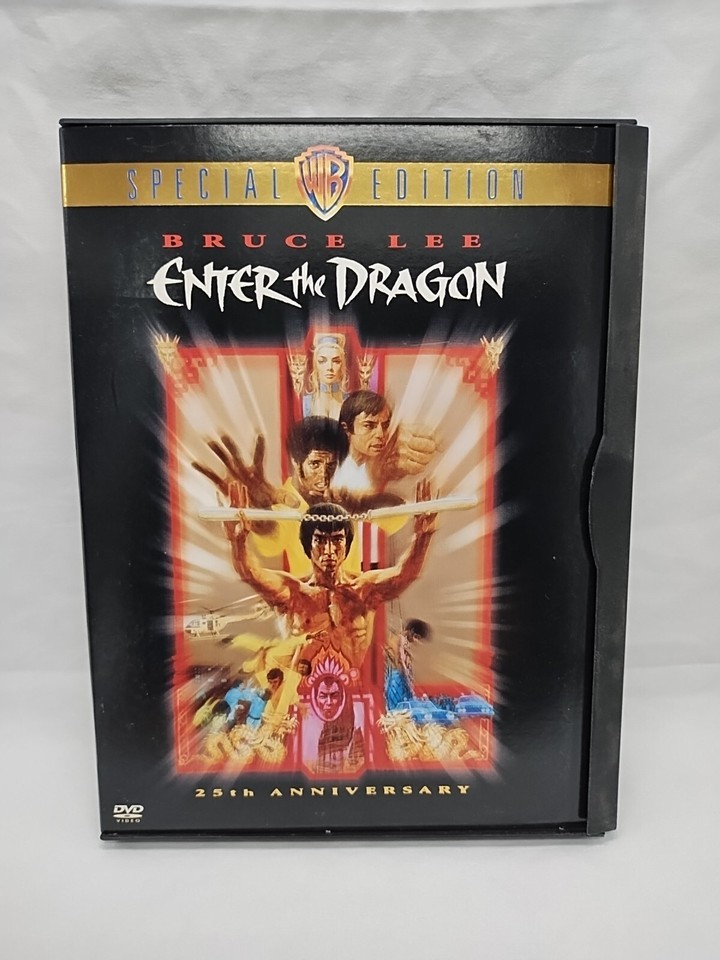 SPECIAL WB EDITION
BRUCE LEE
ENTER the DRAGON
25th ANNIVERSARY
DVD
VIDEO